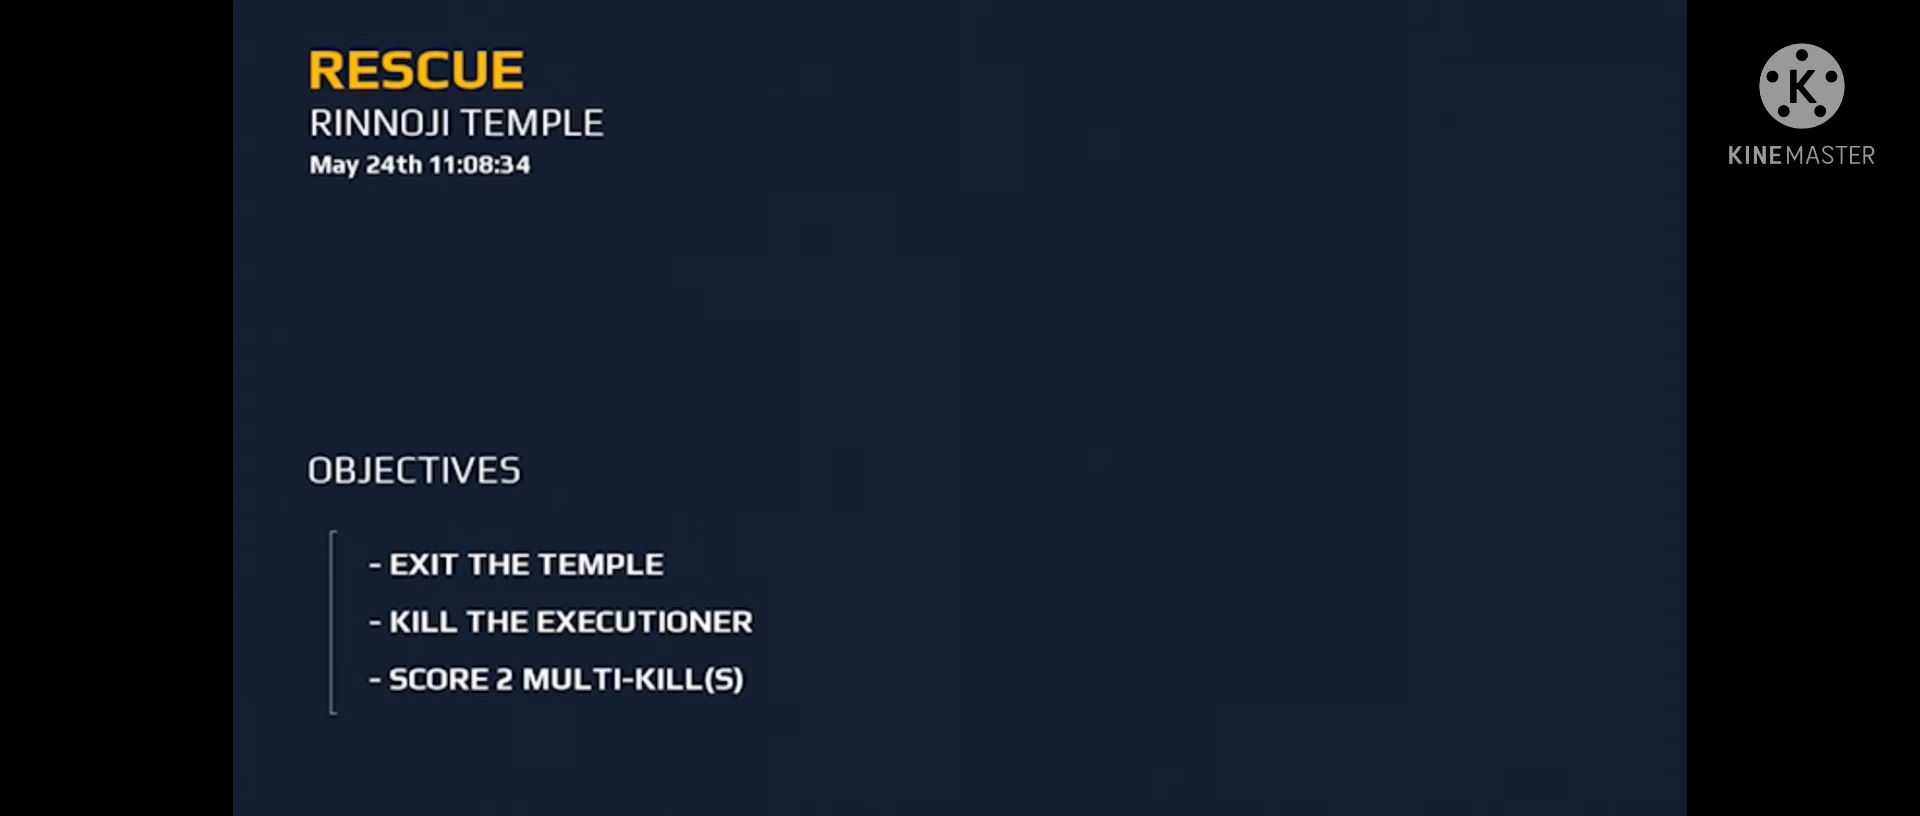 RESCUE
RINNOJI TEMPLE
May 24th 11:08:34
K
KINEMASTER
OBJECTIVES
- EXIT THE TEMPLE
- KILL THE EXECUTIONER
- SCORE 2 MULTI-KILL(S)